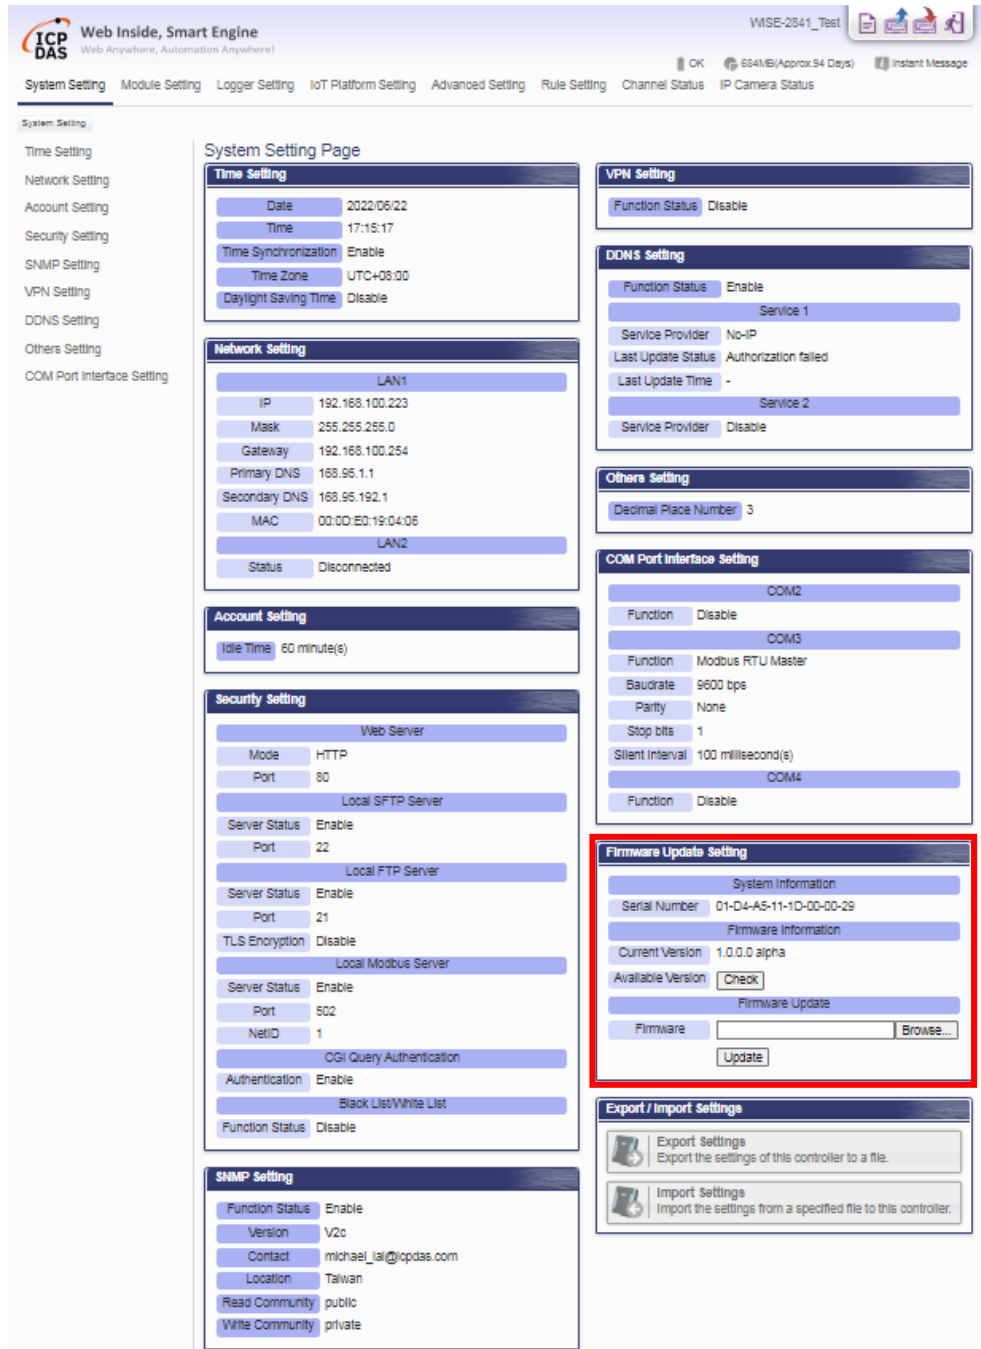 ICP DAS
Web Inside, Smart Engine
Web Anywhere, Automation Anywhere!
WISE-2841_Test
OK 684MB(Approx.94 Days) Instant Message
System Setting Module Setting Logger Setting IoT Platform Setting Advanced Setting Rule Setting Channel Status IP Camera Status
System Setting
Time Setting
Network Setting
Account Setting
Security Setting
SNMP Setting
VPN Setting
DDNS Setting
Others Setting
COM Port Interface Setting
System Setting Page
Time Setting
Date 2022/06/22
Time 17:15:17
Time Synchronization Enable
Time Zone UTC+08:00
Daylight Saving Time Disable
Network Setting
LAN1
IP 192.168.100.223
Mask 255.255.255.0
Gateway 192.168.100.254
Primary DNS 168.95.1.1
Secondary DNS 168.95.192.1
MAC 00:0D:E0:19:04:06
LAN2
Status Disconnected
Account Setting
Idle Time 60 minute(s)
Security Setting
Web Server
Mode HTTP
Port 80
Local SFTP Server
Server Status Enable
Port 22
Local FTP Server
Server Status Enable
Port 21
TLS Encryption Disable
Local Modbus Server
Server Status Enable
Port 502
NetID 1
CGI Query Authentication
Authentication Enable
Black List/White List
Function Status Disable
SNMP Setting
Function Status Enable
Version V2c
Contact michael_lai@icpdas.com
Location Taiwan
Read Community public
Write Community private
VPN Setting
Function Status Disable
DDNS Setting
Function Status Enable
Service 1
Service Provider No-IP
Last Update Status Authorization failed
Last Update Time -
Service 2
Service Provider Disable
Others Setting
Decimal Place Number 3
COM Port Interface Setting
COM2
Function Disable
COM3
Function Modbus RTU Master
Baudrate 9600 bps
Parity None
Stop bits 1
Silent Interval 100 millisecond(s)
COM4
Function Disable
Firmware Update Setting
System Information
Serial Number 01-D4-A5-11-1D-00-00-29
Firmware Information
Current Version 1.0.0.0 alpha
Available Version Check
Firmware Update
Firmware Browse...
Update
Export / Import Settings
Export Settings
Export the settings of this controller to a file.
Import Settings
Import the settings from a specified file to this controller.